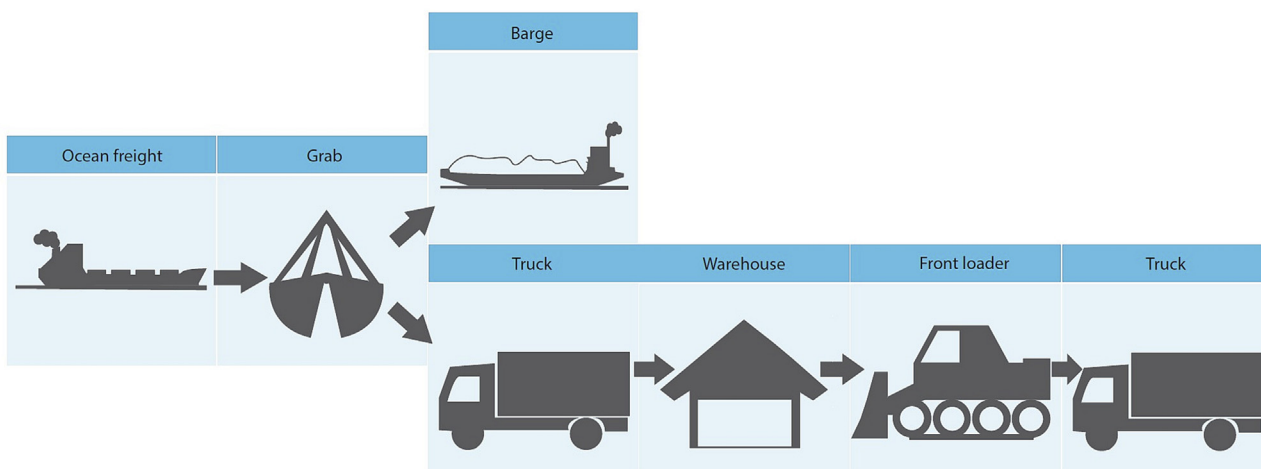 Barge
Ocean freight
Grab
Truck
Warehouse
Front loader
Truck